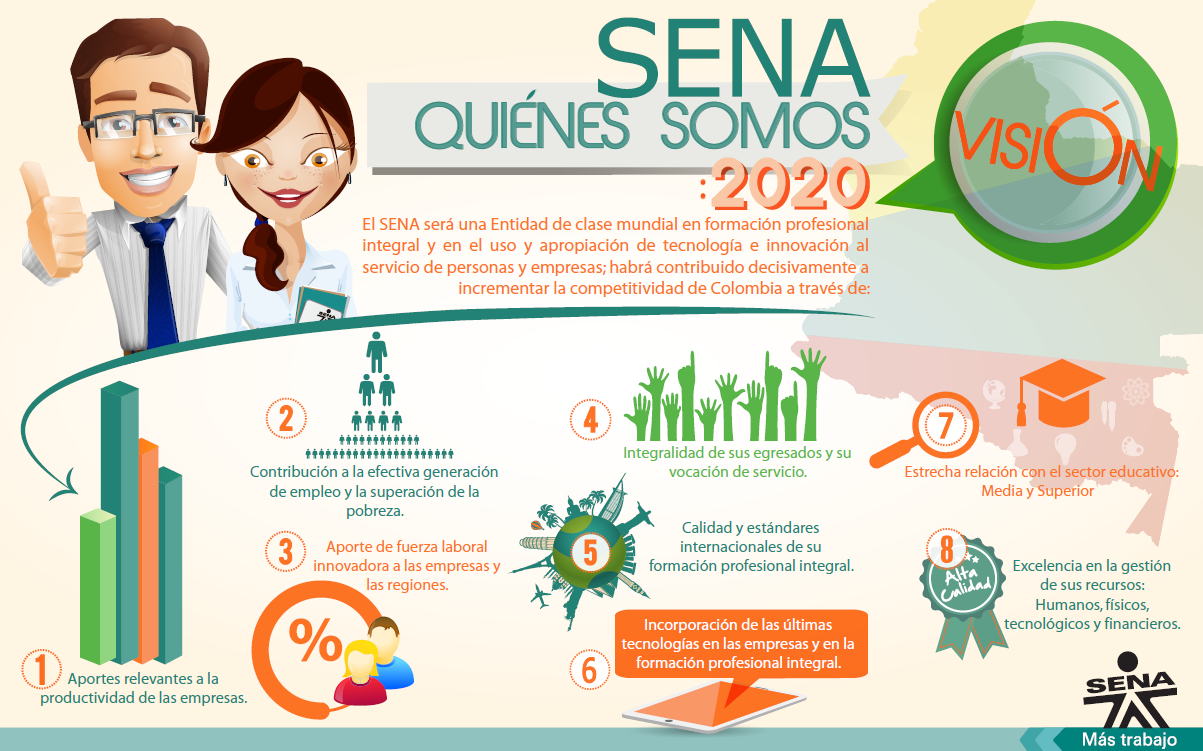 SENA
QUIÉNES SOMOS
:2020
VISIÓN
El SENA será una Entidad de clase mundial en formación profesional
integral y en el uso y apropiación de tecnología e innovación al
servicio de personas y empresas; habrá contribuido decisivamente a
incrementar la competitividad de Colombia a través de:
SENA
1
Aportes relevantes a la
productividad de las empresas.
2
Contribución a la efectiva generación
de empleo y la superación de la
pobreza.
3
Aporte de fuerza laboral
innovadora a las empresas y
las regiones.
%
4
Integralidad de sus egresados y su
vocación de servicio.
5
Calidad y estándares
internacionales de su
formación profesional integral.
6
Incorporación de las últimas
tecnologías en las empresas y en la
formación profesional integral.
7
Estrecha relación con el sector educativo:
Media y Superior
8
Alta
Calidad
Excelencia en la gestión
de sus recursos:
Humanos, físicos,
tecnológicos y financieros.
SENA
Más trabajo